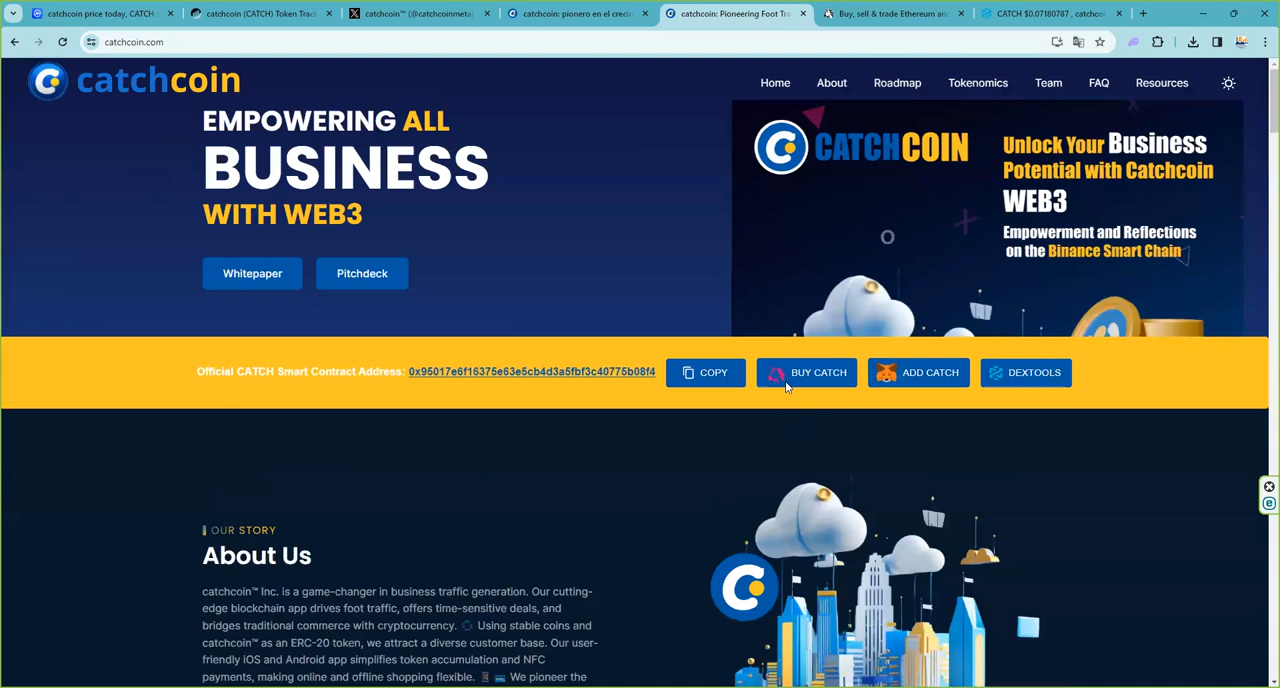 catchcoin price today, CATCH
catchcoin (CATCH) Token Trac
catchcoin™ (@catchcoinmeta
catchcoin: pionero en el creci
catchcoin: Pioneering Foot Tra
Buy, sell & trade Ethereum an
CATCH $0.07180787 , catchcoi
catchcoin.com
catchcoin
Home
About
Roadmap
Tokenomics
Team
FAQ
Resources
EMPOWERING ALL
BUSINESS
WITH WEB3
Whitepaper
Pitchdeck
CATCHCOIN
Unlock Your Business
Potential with Catchcoin
WEB3
Empowerment and Reflections
on the Binance Smart Chain
Official CATCH Smart Contract Address: 0x95017e6f16375e63e5cb4d3a5fbf3c40775b08f4
COPY
BUY CATCH
ADD CATCH
DEXTOOLS
OUR STORY
About Us
catchcoin™ Inc. is a game-changer in business traffic generation. Our cutting-
edge blockchain app drives foot traffic, offers time-sensitive deals, and
bridges traditional commerce with cryptocurrency. Using stable coins and
catchcoin™ as an ERC-20 token, we attract a diverse customer base. Our user-
friendly iOS and Android app simplifies token accumulation and NFC
payments, making online and offline shopping flexible. We pioneer the